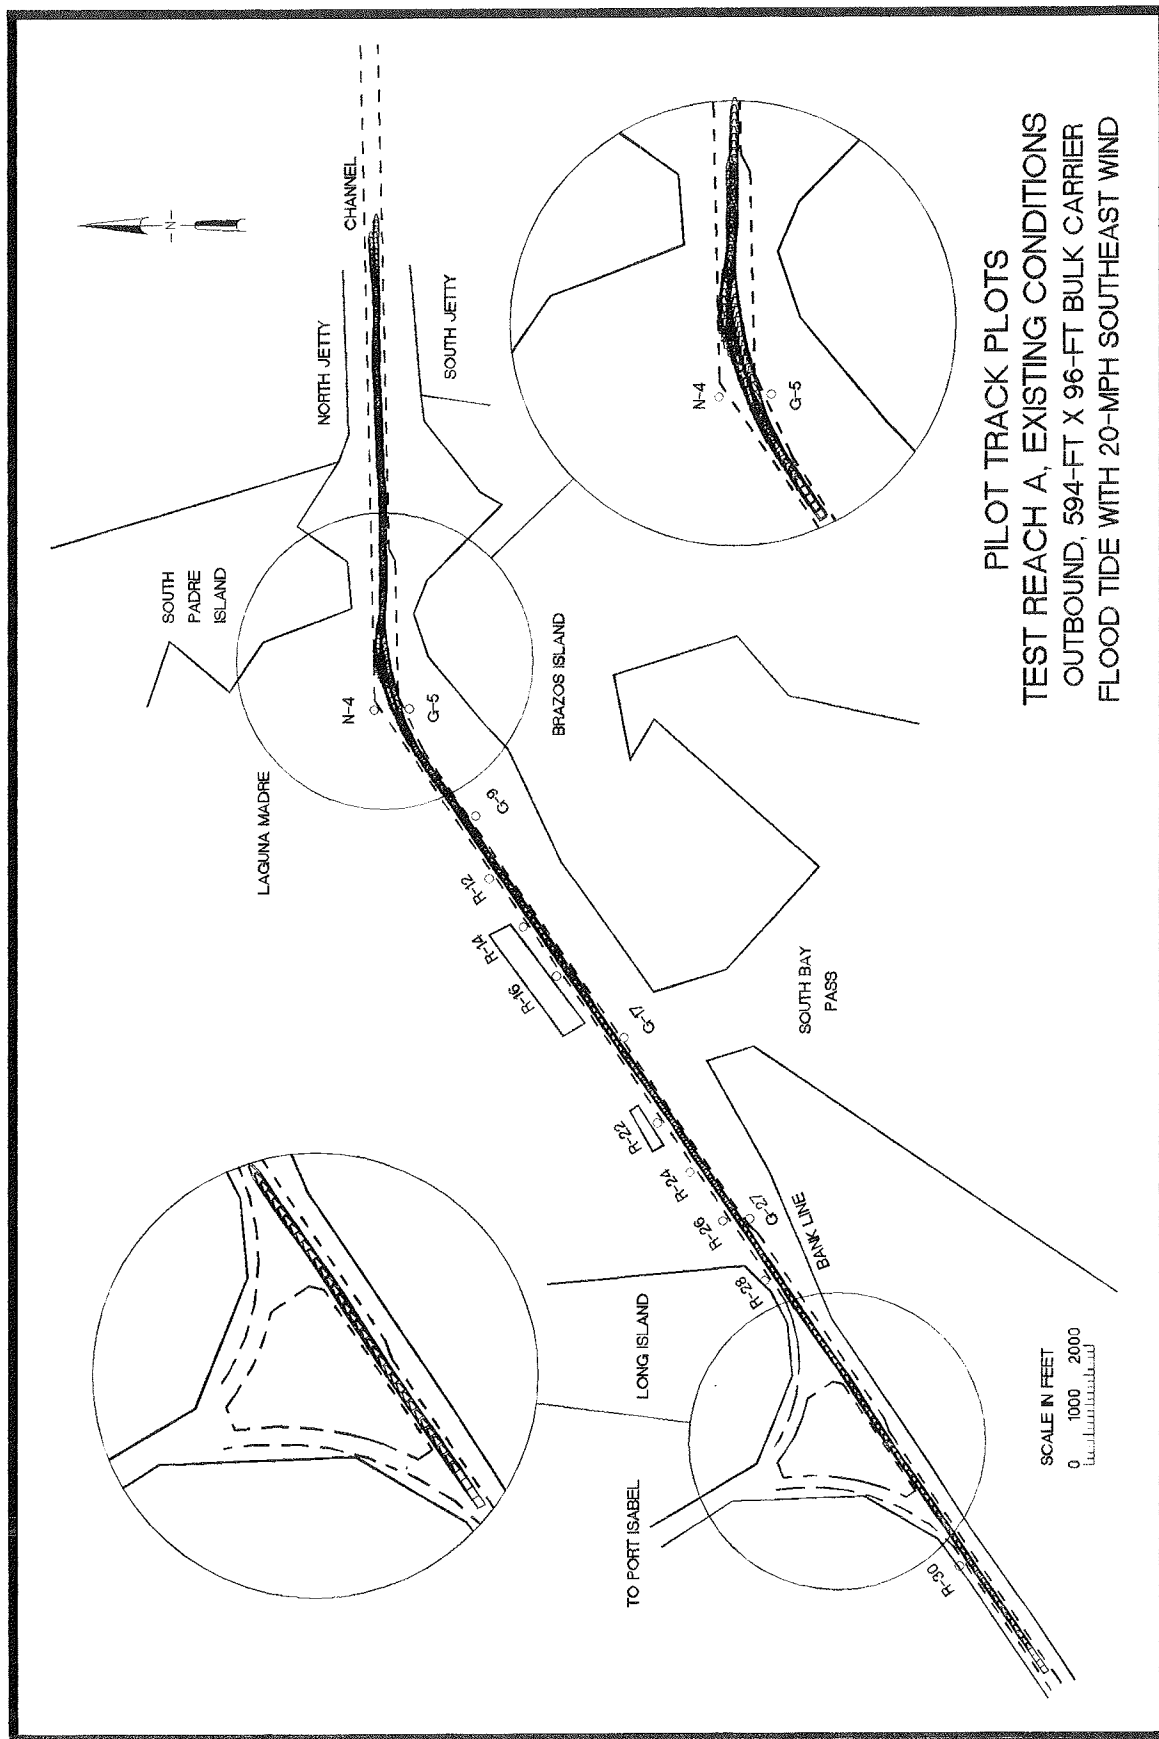 PILOT TRACK PLOTS
TEST REACH A, EXISTING CONDITIONS
OUTBOUND, 594-FT X 96-FT BULK CARRIER
FLOOD TIDE WITH 20-MPH SOUTHEAST WIND
-N-
CHANNEL
NORTH JETTY
SOUTH JETTY
SOUTH
PADRE
ISLAND
N-4
G-5
N-4
G-5
LAGUNA MADRE
BRAZOS ISLAND
G-9
R-12
R-14
R-16
G-17
SOUTH BAY
PASS
R-22
R-24
R-26
G-27
R-28
BANK LINE
LONG ISLAND
TO PORT ISABEL
R-30
SCALE IN FEET
0 1000 2000